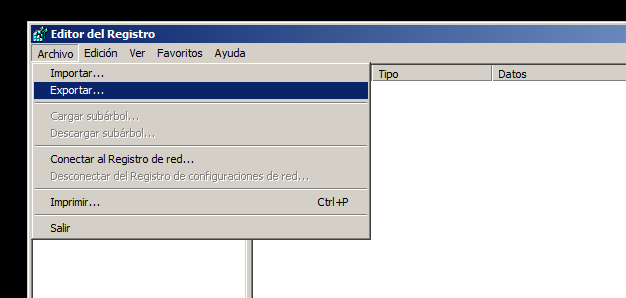 Editor del Registro
Archivo Edición Ver Favoritos Ayuda
Importar...
Tipo Datos
Exportar...
Cargar subárbol...
Descargar subárbol...
Conectar al Registro de red...
Desconectar del Registro de configuraciones de red...
Imprimir... Ctrl+P
Salir